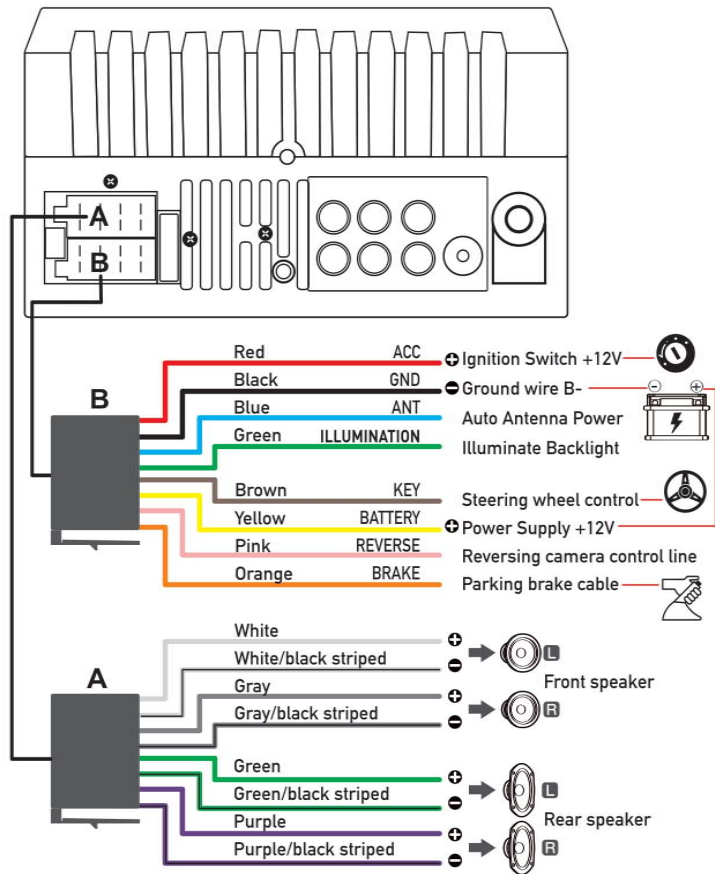 A
B
B
Red ACC Ignition Switch +12V
Black GND Ground wire B-
Blue ANT Auto Antenna Power
Green ILLUMINATION Illuminate Backlight
Brown KEY Steering wheel control
Yellow BATTERY Power Supply +12V
Pink REVERSE Reversing camera control line
Orange BRAKE Parking brake cable
A
White
White/black striped
L
Front speaker
Gray
Gray/black striped
R
Green
Green/black striped
L
Rear speaker
Purple
Purple/black striped
R